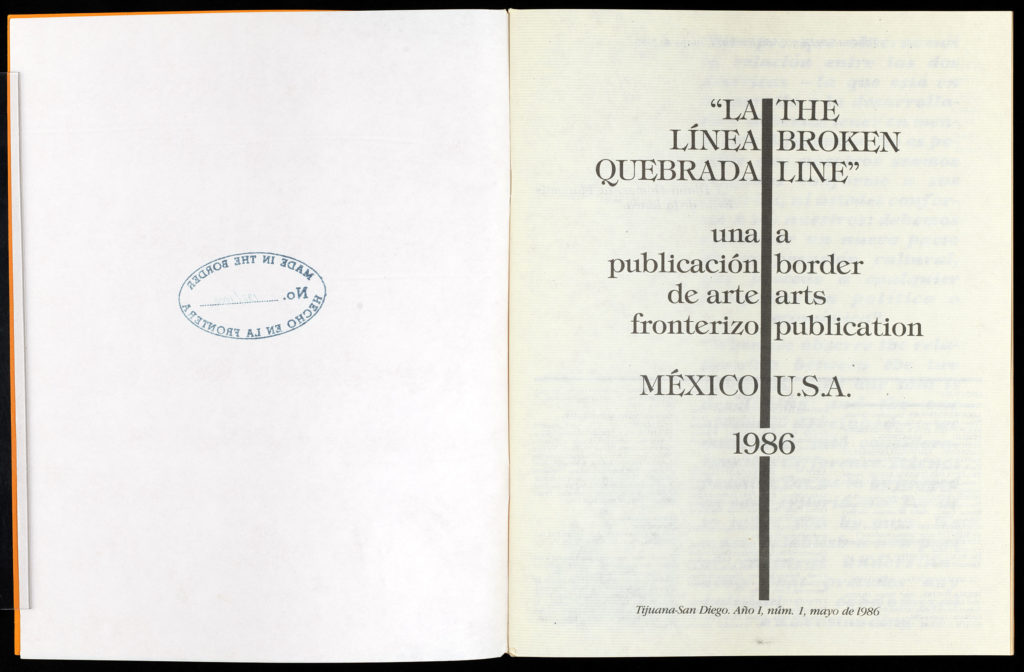 MADE IN THE BORDER
No.
HECHO EN LA FRONTERA
“LA THE
LÍNEA BROKEN
QUEBRADA LINE”
una a
publicación border
de arte arts
fronterizo publication
MÉXICO U.S.A.
1986
Tijuana-San Diego. Año I, núm. 1, mayo de 1986